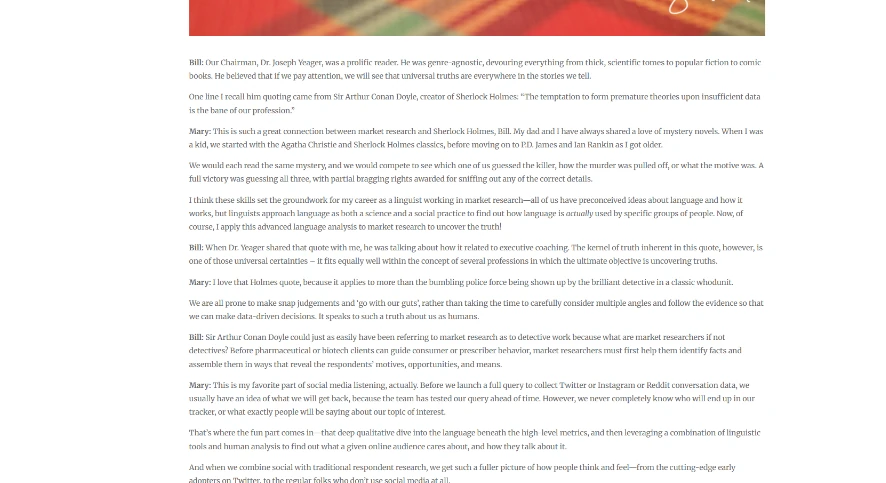 Bill: Our Chairman, Dr. Joseph Yeager, was a prolific reader. He was genre-agnostic, devouring everything from thick, scientific tomes to popular fiction to comic
books. He believed that if we pay attention, we will see that universal truths are everywhere in the stories we tell.
One line I recall him quoting came from Sir Arthur Conan Doyle, creator of Sherlock Holmes: “The temptation to form premature theories upon insufficient data
is the bane of our profession.”
Mary: This is such a great connection between market research and Sherlock Holmes, Bill. My dad and I have always shared a love of mystery novels. When I was
a kid, we started with the Agatha Christie and Sherlock Holmes classics, before moving on to P.D. James and Ian Rankin as I got older.
We would each read the same mystery, and we would compete to see which one of us guessed the killer, how the murder was pulled off, or what the motive was. A
full victory was guessing all three, with partial bragging rights awarded for sniffing out any of the correct details.
I think these skills set the groundwork for my career as a linguist working in market research—all of us have preconceived ideas about language and how it
works, but linguists approach language as both a science and a social practice to find out how language is actually used by specific groups of people. Now, of
course, I apply this advanced language analysis to market research to uncover the truth!
Bill: When Dr. Yeager shared that quote with me, he was talking about how it related to executive coaching. The kernel of truth inherent in this quote, however, is
one of those universal certainties – it fits equally well within the concept of several professions in which the ultimate objective is uncovering truths.
Mary: I love that Holmes quote, because it applies to more than the bumbling police force being shown up by the brilliant detective in a classic whodunit.
We are all prone to make snap judgements and ‘go with our guts’, rather than taking the time to carefully consider multiple angles and follow the evidence so that
we can make data-driven decisions. It speaks to such a truth about us as humans.
Bill: Sir Arthur Conan Doyle could just as easily have been referring to market research as to detective work because what are market researchers if not
detectives? Before pharmaceutical or biotech clients can guide consumer or prescriber behavior, market researchers must first help them identify facts and
assemble them in ways that reveal the respondents’ motives, opportunities, and means.
Mary: This is my favorite part of social media listening, actually. Before we launch a full query to collect Twitter or Instagram or Reddit conversation data, we
usually have an idea of what we will get back, because the team has tested our query ahead of time. However, we never completely know who will end up in our
tracker, or what exactly people will be saying about our topic of interest.
That’s where the fun part comes in—that deep qualitative dive into the language beneath the high-level metrics, and then leveraging a combination of linguistic
tools and human analysis to find out what a given online audience cares about, and how they talk about it.
And when we combine social with traditional respondent research, we get such a fuller picture of how people think and feel—from the cutting-edge early
adopters on Twitter, to the regular folks who don’t use social media at all.